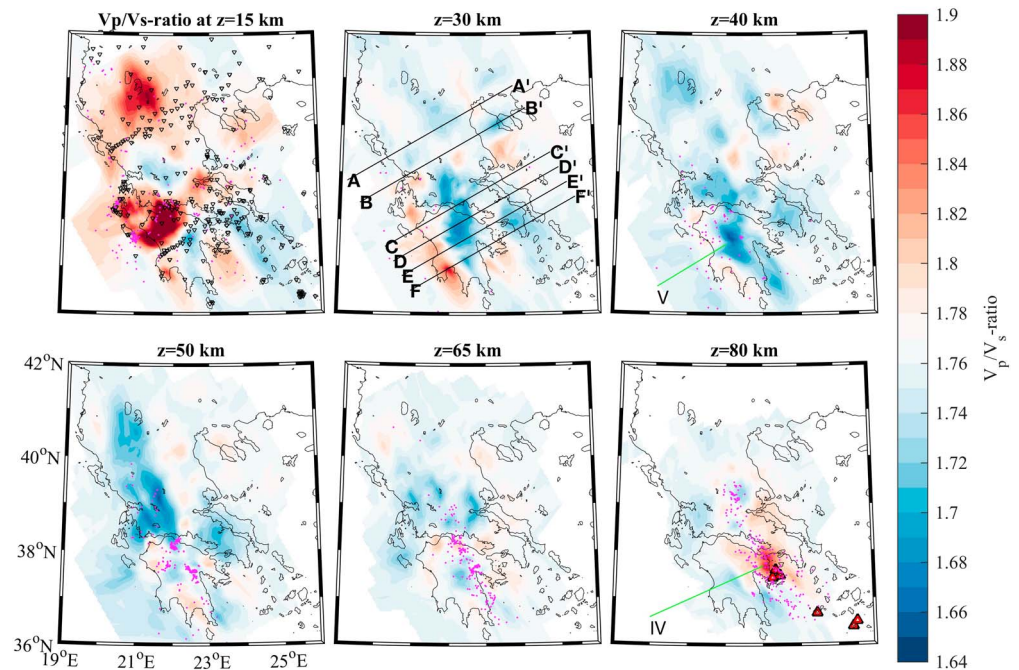 Vp/Vs-ratio at z=15 km
z=30 km
z=40 km
A'
B'
C'
D'
E'
F'
A
B
C
D
E
F
V
z=50 km
z=65 km
z=80 km
42°N
40°N
38°N
36°N
19°E
21°E
23°E
25°E
IV
1.9
1.88
1.86
1.84
1.82
1.8
1.78
1.76
1.74
1.72
1.7
1.68
1.66
1.64
Vp/Vs-ratio